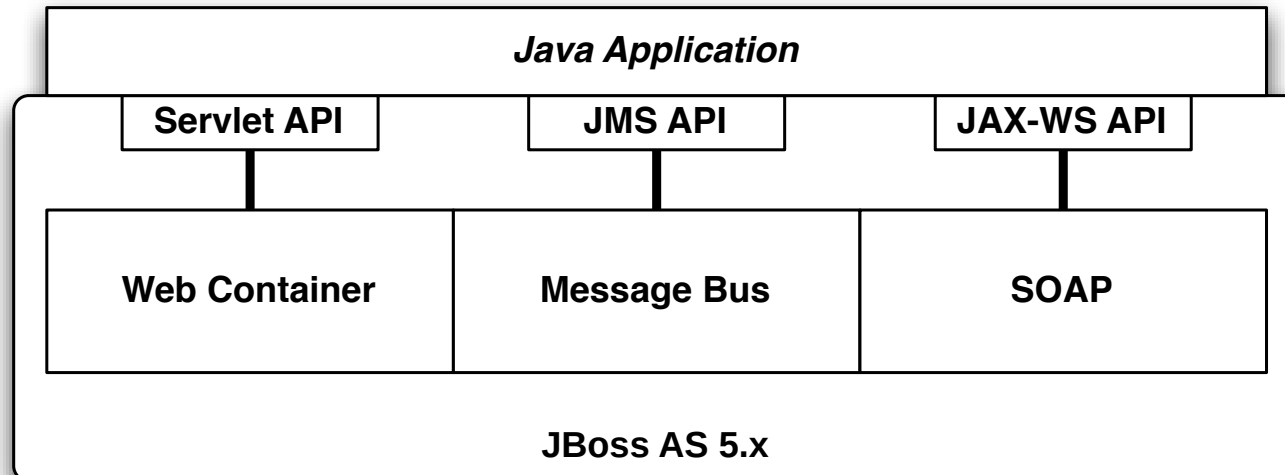 Java Application
Servlet API
JMS API
JAX-WS API
Web Container
Message Bus
SOAP
JBoss AS 5.x